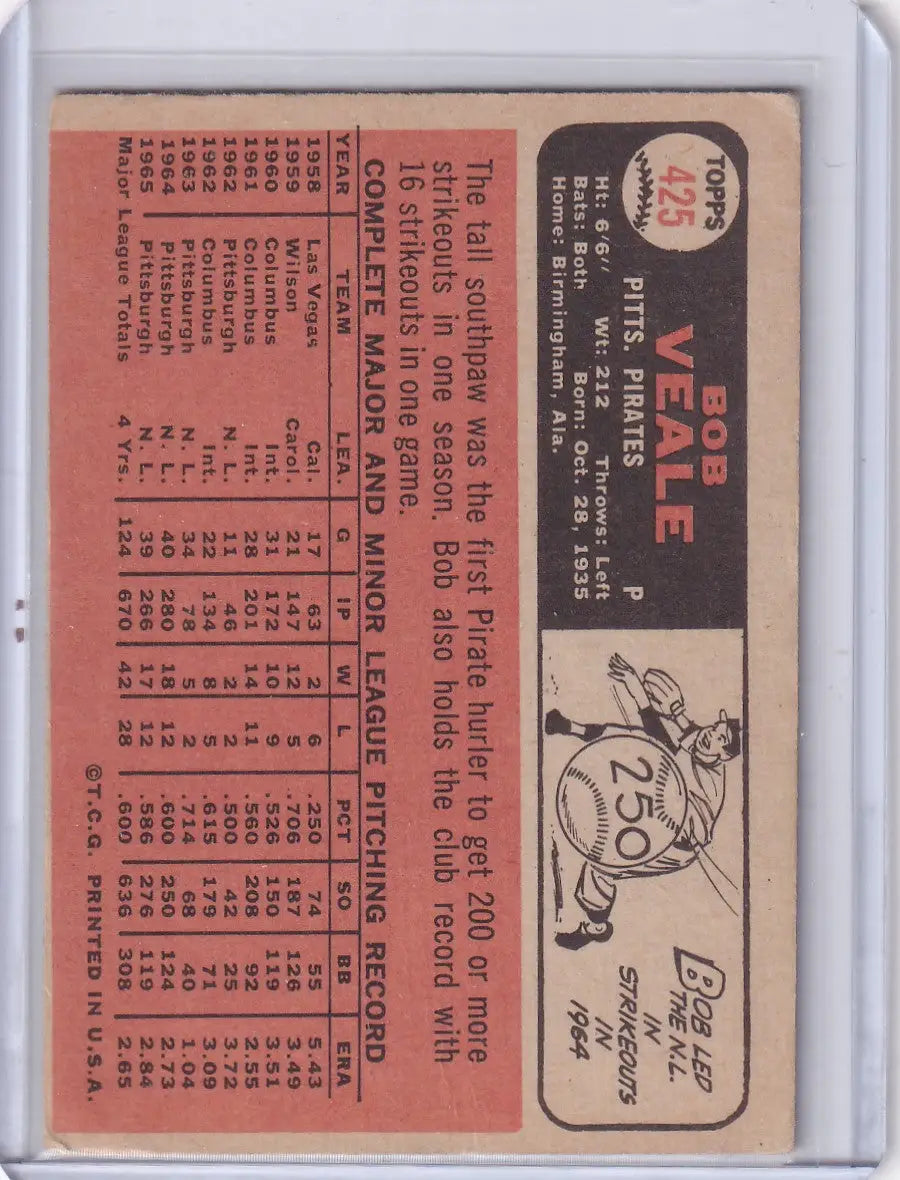 TOPPS
425
BOB
VEALE
PITTS. PIRATES P
Ht: 6'6" Wt: 212 Throws: Left
Bats: Both Born: Oct. 28, 1935
Home: Birmingham, Ala.
250
BOB LED
THE N.L.
IN
STRIKEOUTS
IN
1964
The tall southpaw was the first Pirate hurler to get 200 or more
strikeouts in one season. Bob also holds the club record with
16 strikeouts in one game.
COMPLETE MAJOR AND MINOR LEAGUE PITCHING RECORD
YEAR TEAM LEA. G IP W L PCT SO BB ERA
1958 Las Vegas Cal. 17 63 2 6 .250 74 55 5.43
1959 Wilson Carol. 21 147 12 5 .706 187 126 3.49
1960 Columbus Int. 31 172 10 9 .526 150 119 3.51
1961 Columbus Int. 28 201 14 11 .560 208 92 2.55
1962 Pittsburgh N. L. 11 46 2 2 .500 42 25 3.72
1962 Columbus Int. 22 134 8 5 .615 179 71 3.09
1963 Pittsburgh N. L. 34 78 5 2 .714 68 40 1.04
1964 Pittsburgh N. L. 40 280 18 12 .600 250 124 2.73
1965 Pittsburgh N. L. 39 266 17 12 .586 276 119 2.84
Major League Totals 4 Yrs. 124 670 42 28 .600 636 308 2.65
©T.C.G. PRINTED IN U.S.A.